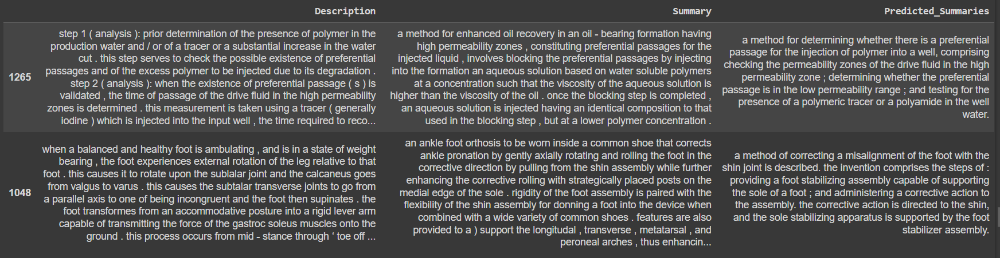 Description Summary Predicted_Summaries
1265
step 1 ( analysis ): prior determination of the presence of polymer in the
production water and / or of a tracer or a substantial increase in the water
cut . this step serves to check the possible existence of preferential
passages and of the excess polymer to be injected due to its degradation .
step 2 ( analysis ): when the existence of preferential passage ( s ) is
validated , the time of passage of the drive fluid in the high permeability
zones is determined . this measurement is taken using a tracer ( generally
iodine ) which is injected into the input well , the time required to reco...
a method for enhanced oil recovery in an oil - bearing formation having
high permeability zones , constituting preferential passages for the
injected liquid , involves blocking the preferential passages by injecting
into the formation an aqueous solution based on water soluble polymers
at a concentration such that the viscosity of the aqueous solution is
higher than the viscosity of the oil . once the blocking step is completed ,
an aqueous solution is injected having an identical composition to that
used in the blocking step , but at a lower polymer concentration .
a method for determining whether there is a preferential
passage for the injection of polymer into a well, comprising
checking the permeability zones of the drive fluid in the high
permeability zone ; determining whether the preferential
passage is in the low permeability range ; and testing for the
presence of a polymeric tracer or a polyamide in the well
water.
1048
when a balanced and healthy foot is ambulating , and is in a state of weight
bearing , the foot experiences external rotation of the leg relative to that
foot . this causes it to rotate upon the sublalar joint and the calcaneus goes
from valgus to varus . this causes the subtalar transverse joints to go from
a parallel axis to one of being incongruent and the foot then supinates . the
foot transformes from an accommodative posture into a rigid lever arm
capable of transmitting the force of the gastroc soleus muscles onto the
ground . this process occurs from mid - stance through ‘ toe off ...
an ankle foot orthosis to be worn inside a common shoe that corrects
ankle pronation by gently axially rotating and rolling the foot in the
corrective direction by pulling from the shin assembly while further
enhancing the corrective rolling with strategically placed posts on the
medial edge of the sole . rigidity of the foot assembly is paired with the
flexibility of the shin assembly for donning a foot into the device when
combined with a wide variety of common shoes . features are also
provided to a ) support the longitudal , transverse , metatarsal , and
peroneal arches , thus enhancin...
a method of correcting a misalignment of the foot with the
shin joint is described. the invention comprises the steps of :
providing a foot stabilizing assembly capable of supporting
the sole of a foot ; and administering a corrective action to
the assembly. the corrective action is directed to the shin,
and the sole stabilizing apparatus is supported by the foot
stabilizer assembly.